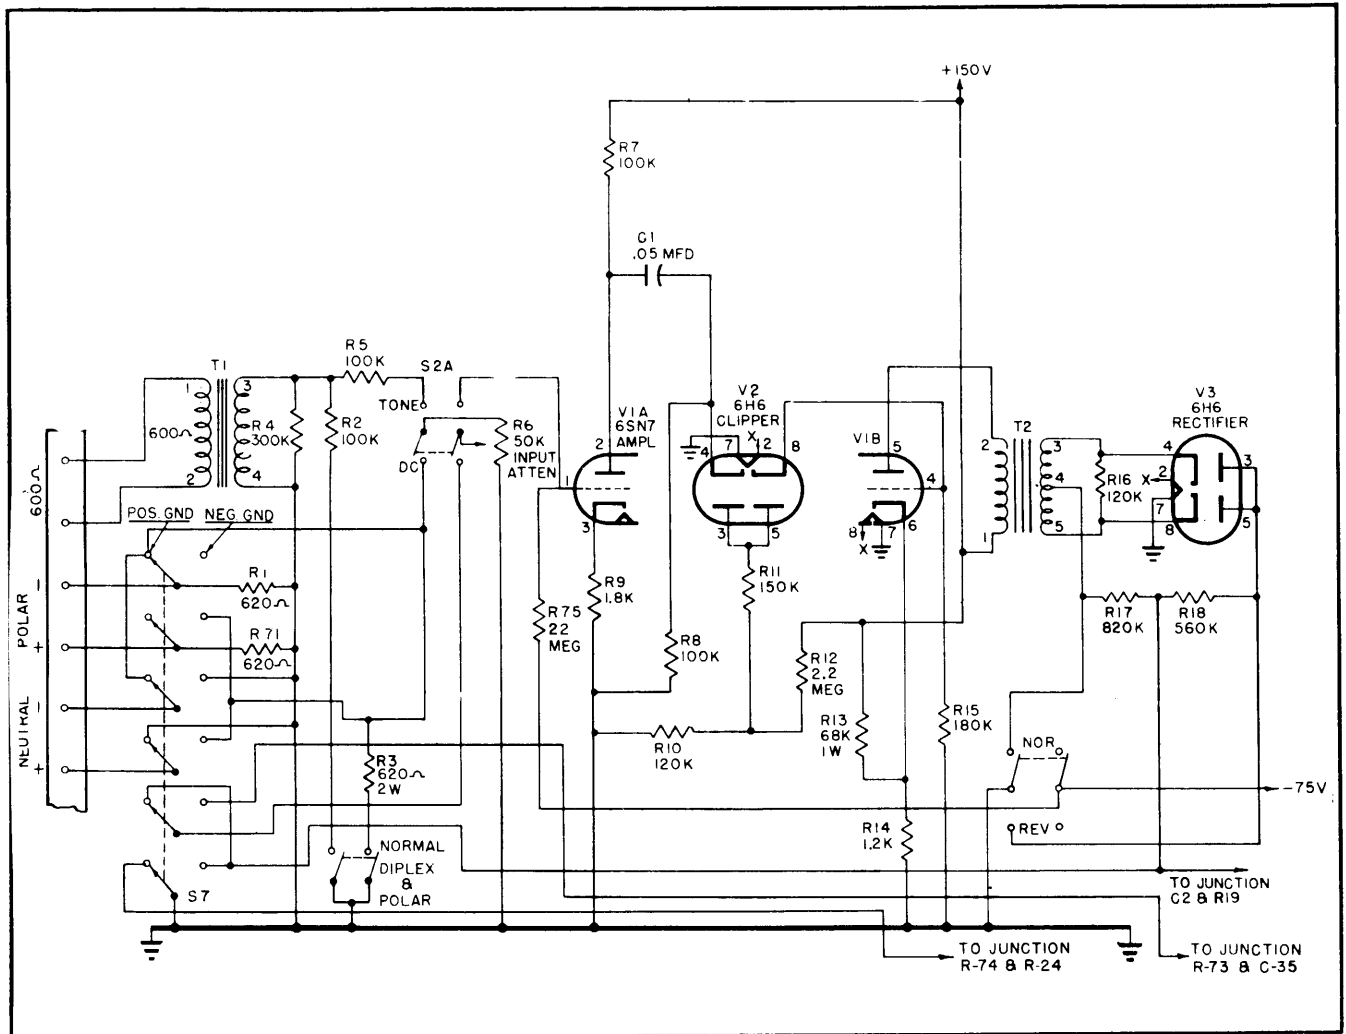 +150V
R7
100K
C1
.05 MFD
R5
100K
S2A
T1
1
3
TONE
R4
300K
R2
100K
R6
50K
INPUT
ATTEN
600Ω
2
4
DC
V1A
6SN7
AMPL
2
1
3
V2
6H6
CLIPPER
X 2
4
7
8
3
5
V1B
5
4
8
7
6
X
T2
2
1
3
4
5
V3
6H6
RECTIFIER
4
3
X
2
7
8
5
R16
120K
600Ω
POS. GND
NEG. GND
POLAR
−
+
R1
620Ω
R71
620Ω
NEUTRAL
−
+
R9
1.8K
R75
22
MEG
R8
100K
R11
150K
R12
2.2
MEG
R10
120K
R13
68K
1W
R15
180K
R14
1.2K
R17
820K
R18
560K
NOR
REV
−75V
R3
620Ω
2W
NORMAL
DIPLEX
&
POLAR
S7
TO JUNCTION
C2 & R19
TO JUNCTION
R-74 & R-24
TO JUNCTION
R-73 & C-35